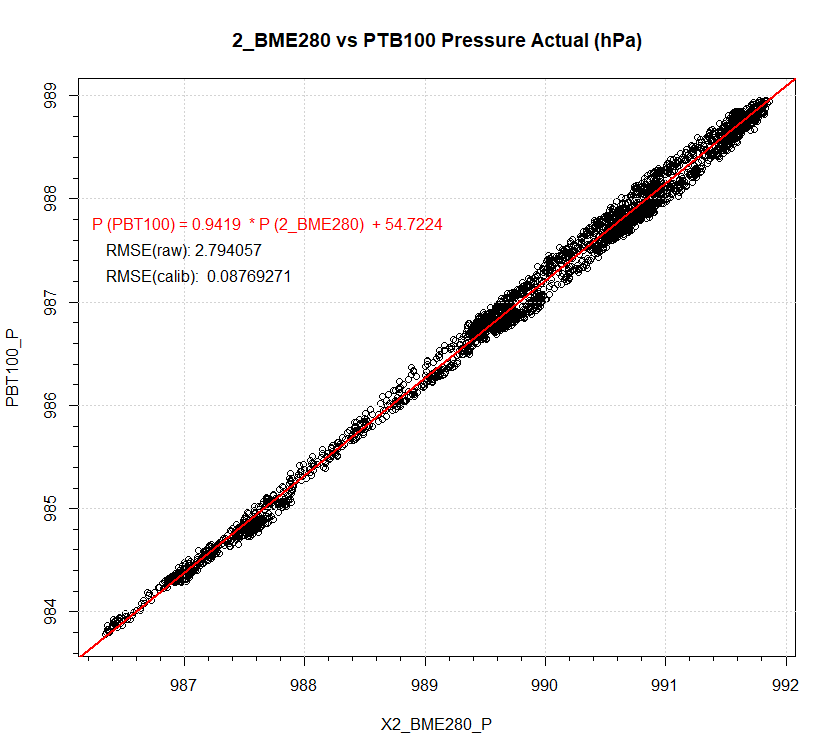 2_BME280 vs PTB100 Pressure Actual (hPa)
989
988
987
986
985
984
PBT100_P
P (PBT100) = 0.9419 * P (2_BME280) + 54.7224
RMSE(raw): 2.794057
RMSE(calib): 0.08769271
987 988 989 990 991 992
X2_BME280_P